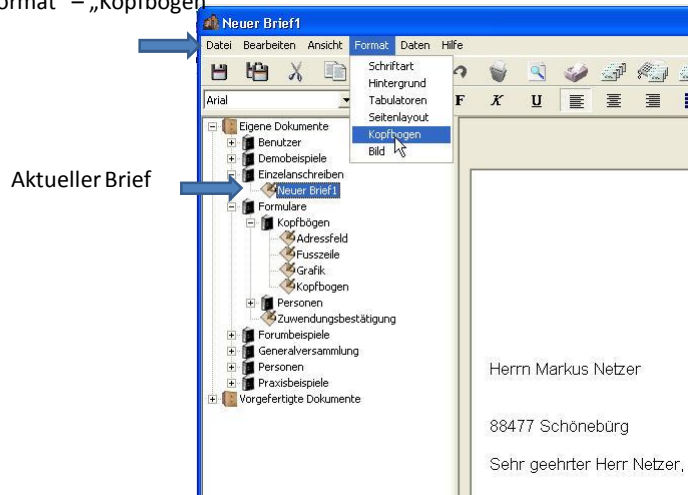 ormat" – „Kopfbogen
Neuer Brief1
Datei Bearbeiten Ansicht Format Daten Hilfe
Schriftart
Hintergrund
Tabulatoren
Seitenlayout
Kopfbogen
Bild
Arial
F K U
Eigene Dokumente
Benutzer
Demobeispiele
Einzelanschreiben
Aktueller Brief
Neuer Brief1
Formulare
Kopfbögen
Adressfeld
Fusszeile
Grafik
Kopfbogen
Personen
Zuwendungsbestätigung
Forumbeispiele
Generalversammlung
Personen
Praxisbeispiele
Vorgefertigte Dokumente
Herrn Markus Netzer
88477 Schönebürg
Sehr geehrter Herr Netzer,